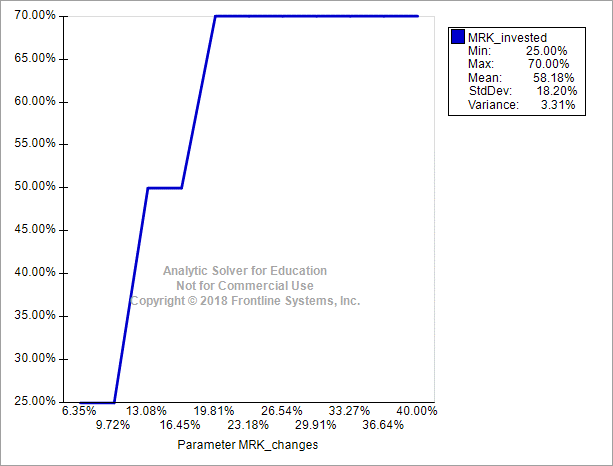 70.00%
65.00%
60.00%
55.00%
50.00%
45.00%
40.00%
35.00%
30.00%
25.00%
6.35% 13.08% 19.81% 26.54% 33.27% 40.00%
9.72% 16.45% 23.18% 29.91% 36.64%
Parameter MRK_changes
Analytic Solver for Education
Not for Commercial Use
Copyright © 2018 Frontline Systems, Inc.
MRK_invested
Min: 25.00%
Max: 70.00%
Mean: 58.18%
StdDev: 18.20%
Variance: 3.31%